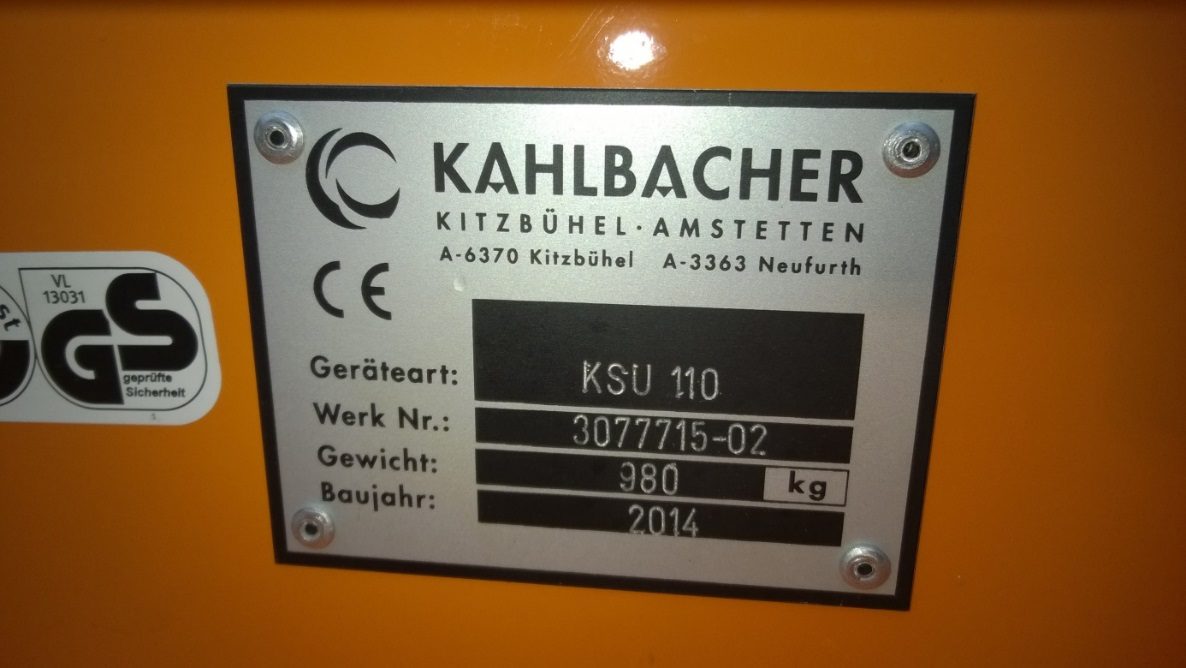 KAHLBACHER
KITZBÜHEL·AMSTETTEN
A-6370 Kitzbühel A-3363 Neufurth
CE
Geräteart: KSU 110
Werk Nr.: 3077715-02
Gewicht: 980 kg
Baujahr: 2014
VL
13031
GS
geprüfte
Sicherheit